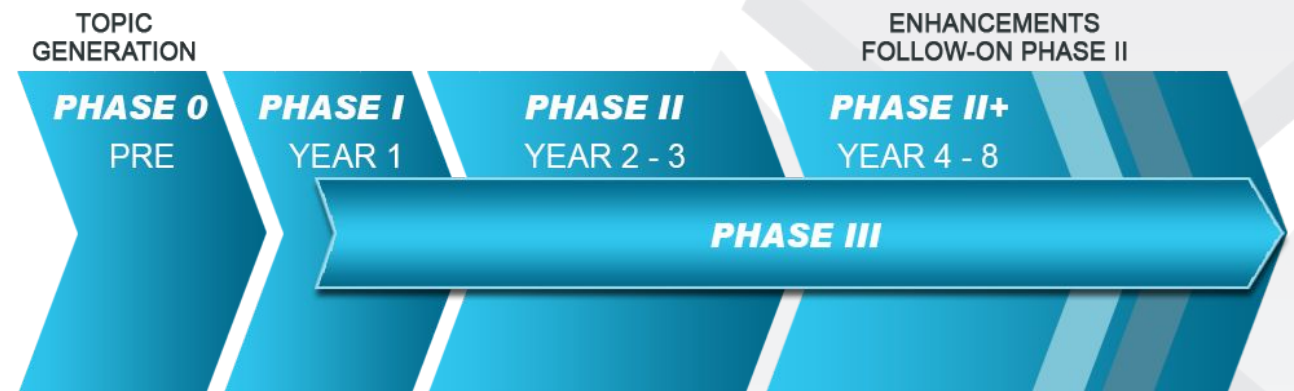 TOPIC
GENERATION
ENHANCEMENTS
FOLLOW-ON PHASE II
PHASE 0
PRE
PHASE I
YEAR 1
PHASE II
YEAR 2 - 3
PHASE II+
YEAR 4 - 8
PHASE III